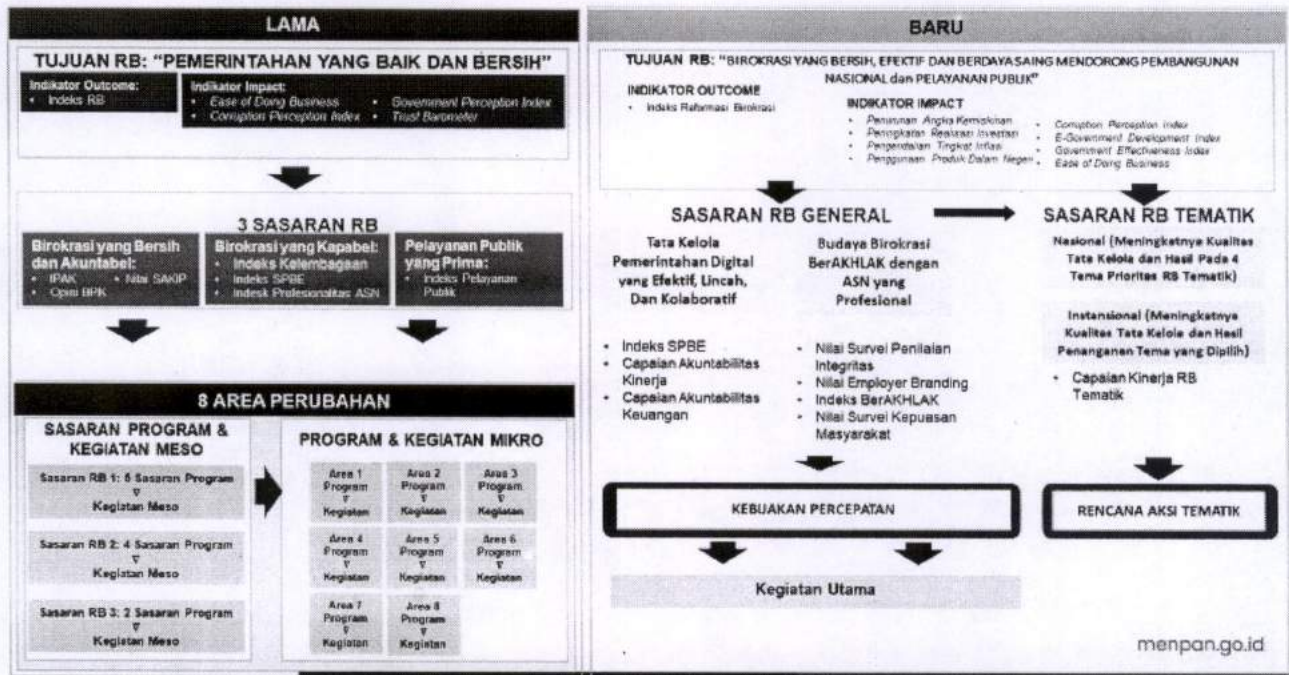 LAMA
TUJUAN RB: "PEMERINTAHAN YANG BAIK DAN BERSIH"
Indikator Outcome:
• Indeks RB
Indikator Impact:
• Ease of Doing Business
• Corruption Perception Index
• Government Perception Index
• Trust Barometer
3 SASARAN RB
Birokrasi yang Bersih
dan Akuntabel:
• IPAK
• Nilai SAKIP
• Opini BPK
Birokrasi yang Kapabel:
• Indeks Kelembagaan
• Indeks SPBE
• Indesk Profesionalitas ASN
Pelayanan Publik
yang Prima:
• Indeks Pelayanan
Publik
8 AREA PERUBAHAN
SASARAN PROGRAM &
KEGIATAN MESO
Sasaran RB 1: 5 Sasaran Program
Kegiatan Meso
Sasaran RB 2: 4 Sasaran Program
Kegiatan Meso
Sasaran RB 3: 2 Sasaran Program
Kegiatan Meso
PROGRAM & KEGIATAN MIKRO
Area 1
Program
Kegiatan
Area 2
Program
Kegiatan
Area 3
Program
Kegiatan
Area 4
Program
Kegiatan
Area 5
Program
Kegiatan
Area 6
Program
Kegiatan
Area 7
Program
Kegiatan
Area 8
Program
Kegiatan
BARU
TUJUAN RB: "BIROKRASI YANG BERSIH, EFEKTIF DAN BERDAYA SAING MENDORONG PEMBANGUNAN
NASIONAL dan PELAYANAN PUBLIK"
INDIKATOR OUTCOME
• Indeks Reformasi Birokrasi
INDIKATOR IMPACT
• Penurunan Angka Kemiskinan
• Peningkatan Realisasi Investasi
• Pengendalian Tingkat Inflasi
• Penggunaan Produk Dalam Negeri
• Corruption Perception Index
• E-Government Development Index
• Government Effectiveness Index
• Ease of Doing Business
SASARAN RB GENERAL
Tata Kelola
Pemerintahan Digital
yang Efektif, Lincah,
Dan Kolaboratif
• Indeks SPBE
• Capaian Akuntabilitas
Kinerja
• Capaian Akuntabilitas
Keuangan
Budaya Birokrasi
BerAKHLAK dengan
ASN yang
Profesional
• Nilai Survei Penilaian
Integritas
• Nilai Employer Branding
• Indeks BerAKHLAK
• Nilai Survei Kepuasan
Masyarakat
SASARAN RB TEMATIK
Nasional (Meningkatnya Kualitas
Tata Kelola dan Hasil Pada 4
Tema Prioritas RB Tematik)
Instansional (Meningkatnya
Kualitas Tata Kelola dan Hasil
Penanganan Tema yang Dipilih)
• Capaian Kinerja RB
Tematik
KEBIJAKAN PERCEPATAN
RENCANA AKSI TEMATIK
Kegiatan Utama
menpan.go.id